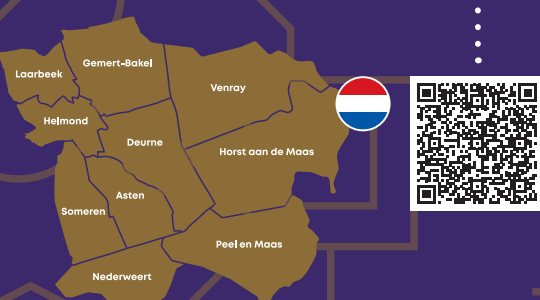 Gemert-Bakel
Laarbeek
Venray
Helmond
Deurne
Horst aan de Maas
Asten
Someren
Peel en Maas
Nederweert